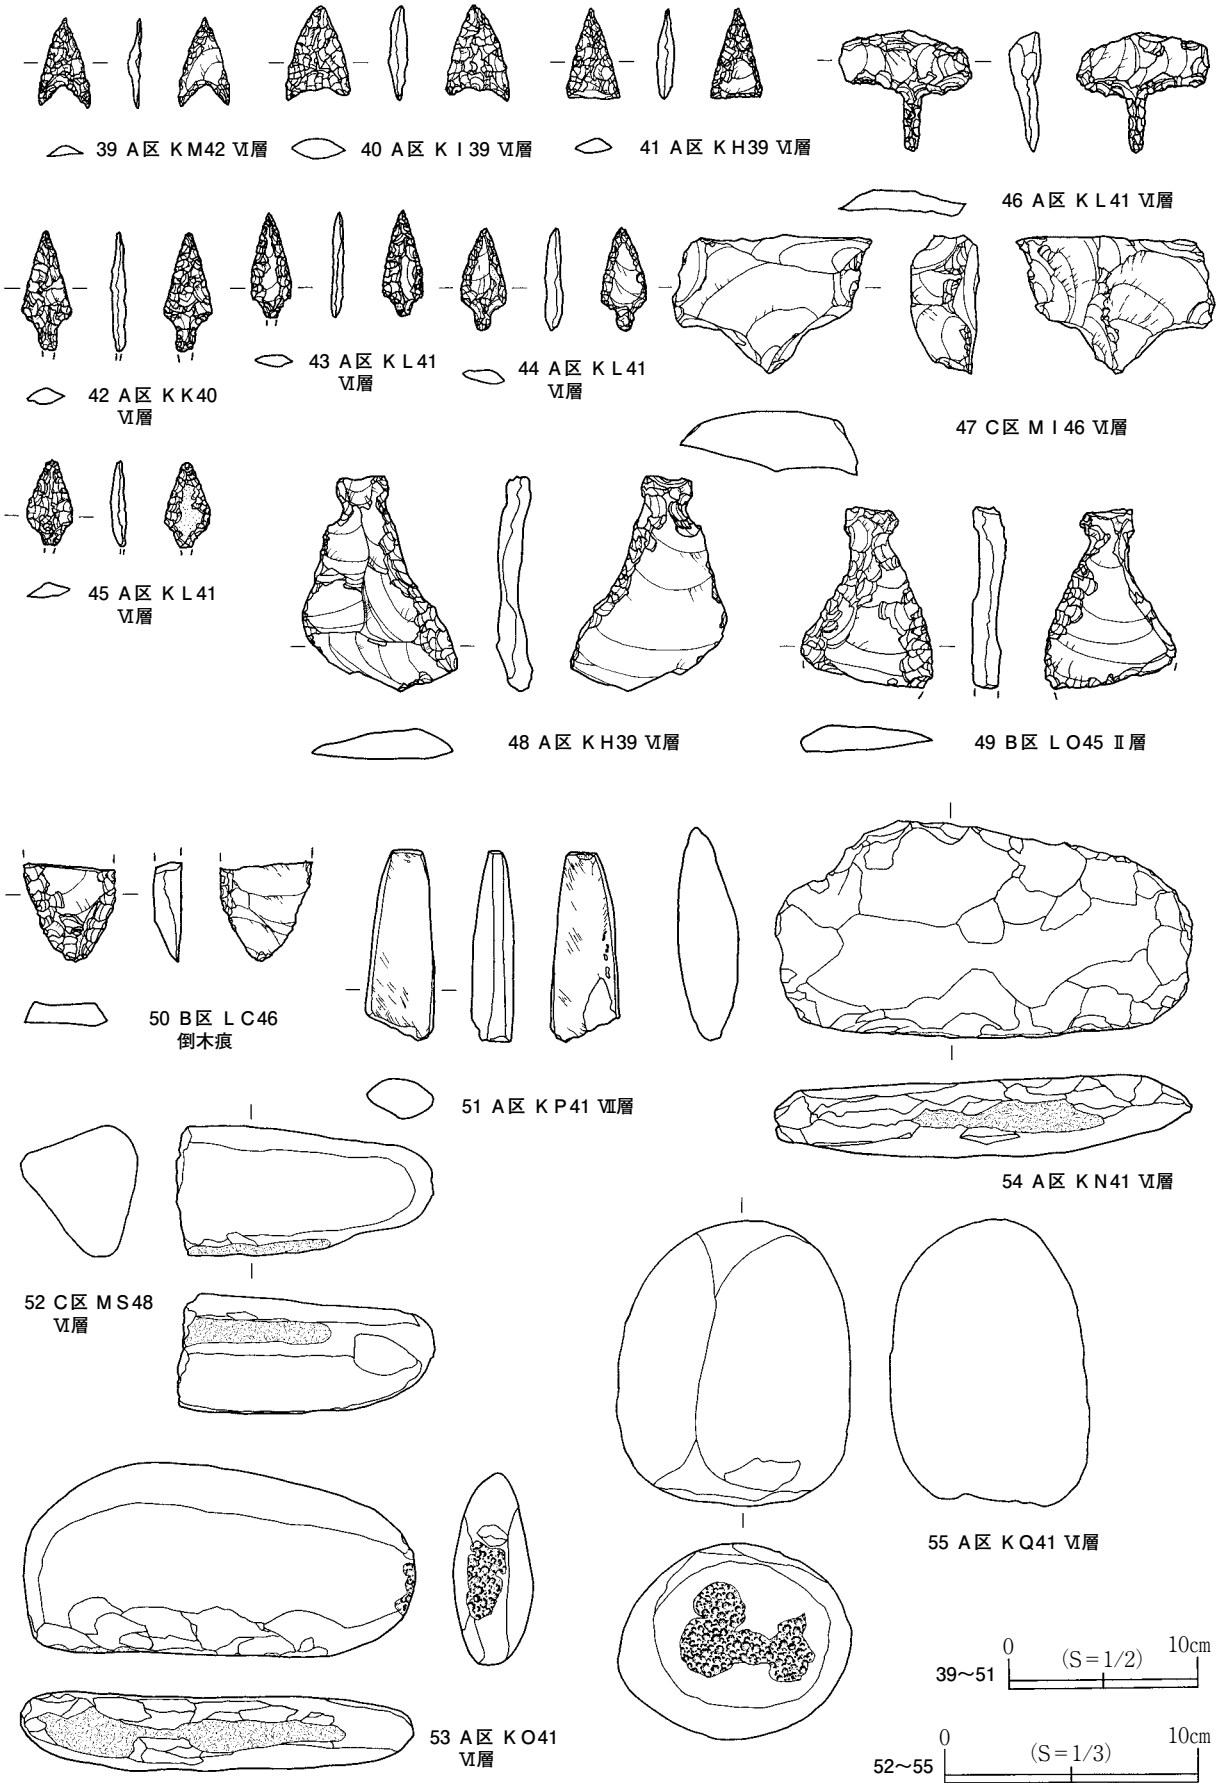 39 A区 KM42 Ⅵ層
40 A区 KI39 Ⅵ層
41 A区 KH39 Ⅵ層
46 A区 KL41 Ⅵ層
42 A区 KK40
Ⅵ層
43 A区 KL41
Ⅵ層
44 A区 KL41
Ⅵ層
47 C区 MI46 Ⅵ層
45 A区 KL41
Ⅵ層
48 A区 KH39 Ⅵ層
49 B区 LO45 Ⅱ層
50 B区 LC46
倒木痕
51 A区 KP41 Ⅶ層
54 A区 KN41 Ⅵ層
52 C区 MS48
Ⅵ層
55 A区 KQ41 Ⅵ層
53 A区 KO41
Ⅵ層
39～51
0 (S=1/2) 10cm
52～55
0 (S=1/3) 10cm